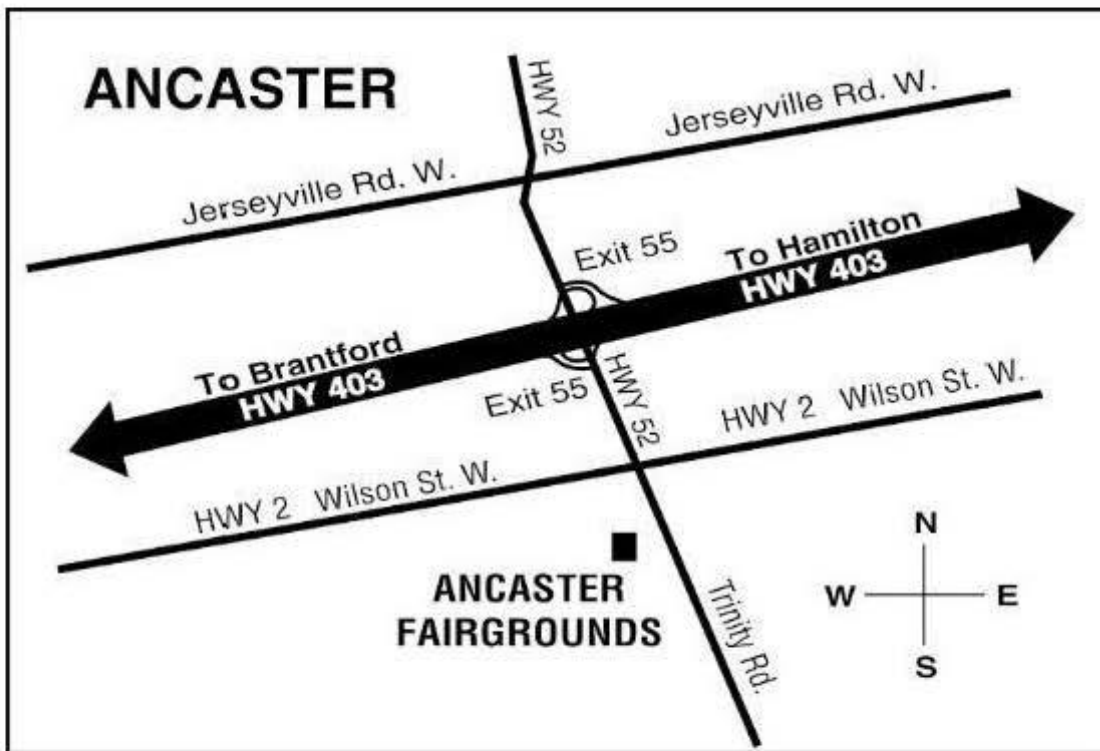 ANCASTER
HWY 52
Jerseyville Rd. W.
Jerseyville Rd. W.
Exit 55
To Hamilton
HWY 403
To Brantford
HWY 403
Exit 55
HWY 52
HWY 2 Wilson St. W.
HWY 2 Wilson St. W.
ANCASTER
FAIRGROUNDS
Trinity Rd.
N
W E
S